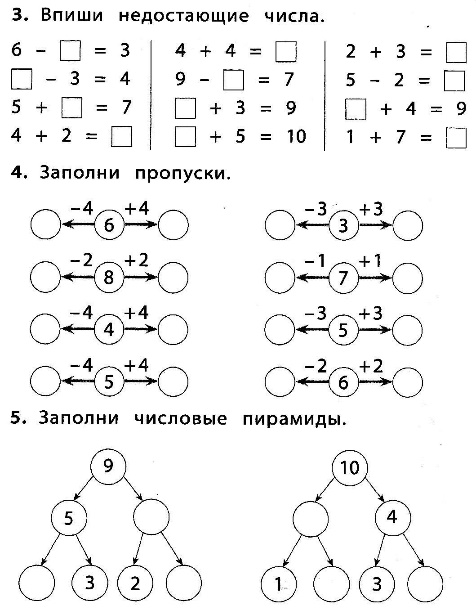 3. Впиши недостающие числа.
6 − □ = 3 4 + 4 = □ 2 + 3 = □
□ − 3 = 4 9 − □ = 7 5 − 2 = □
5 + □ = 7 □ + 3 = 9 □ + 4 = 9
4 + 2 = □ □ + 5 = 10 1 + 7 = □
4. Заполни пропуски.
−4 +4 −3 +3
6 3
−2 +2 −1 +1
8 7
−4 +4 −3 +3
4 5
−4 +4 −2 +2
5 6
5. Заполни числовые пирамиды.
9 10
5 4
3 2 1 3